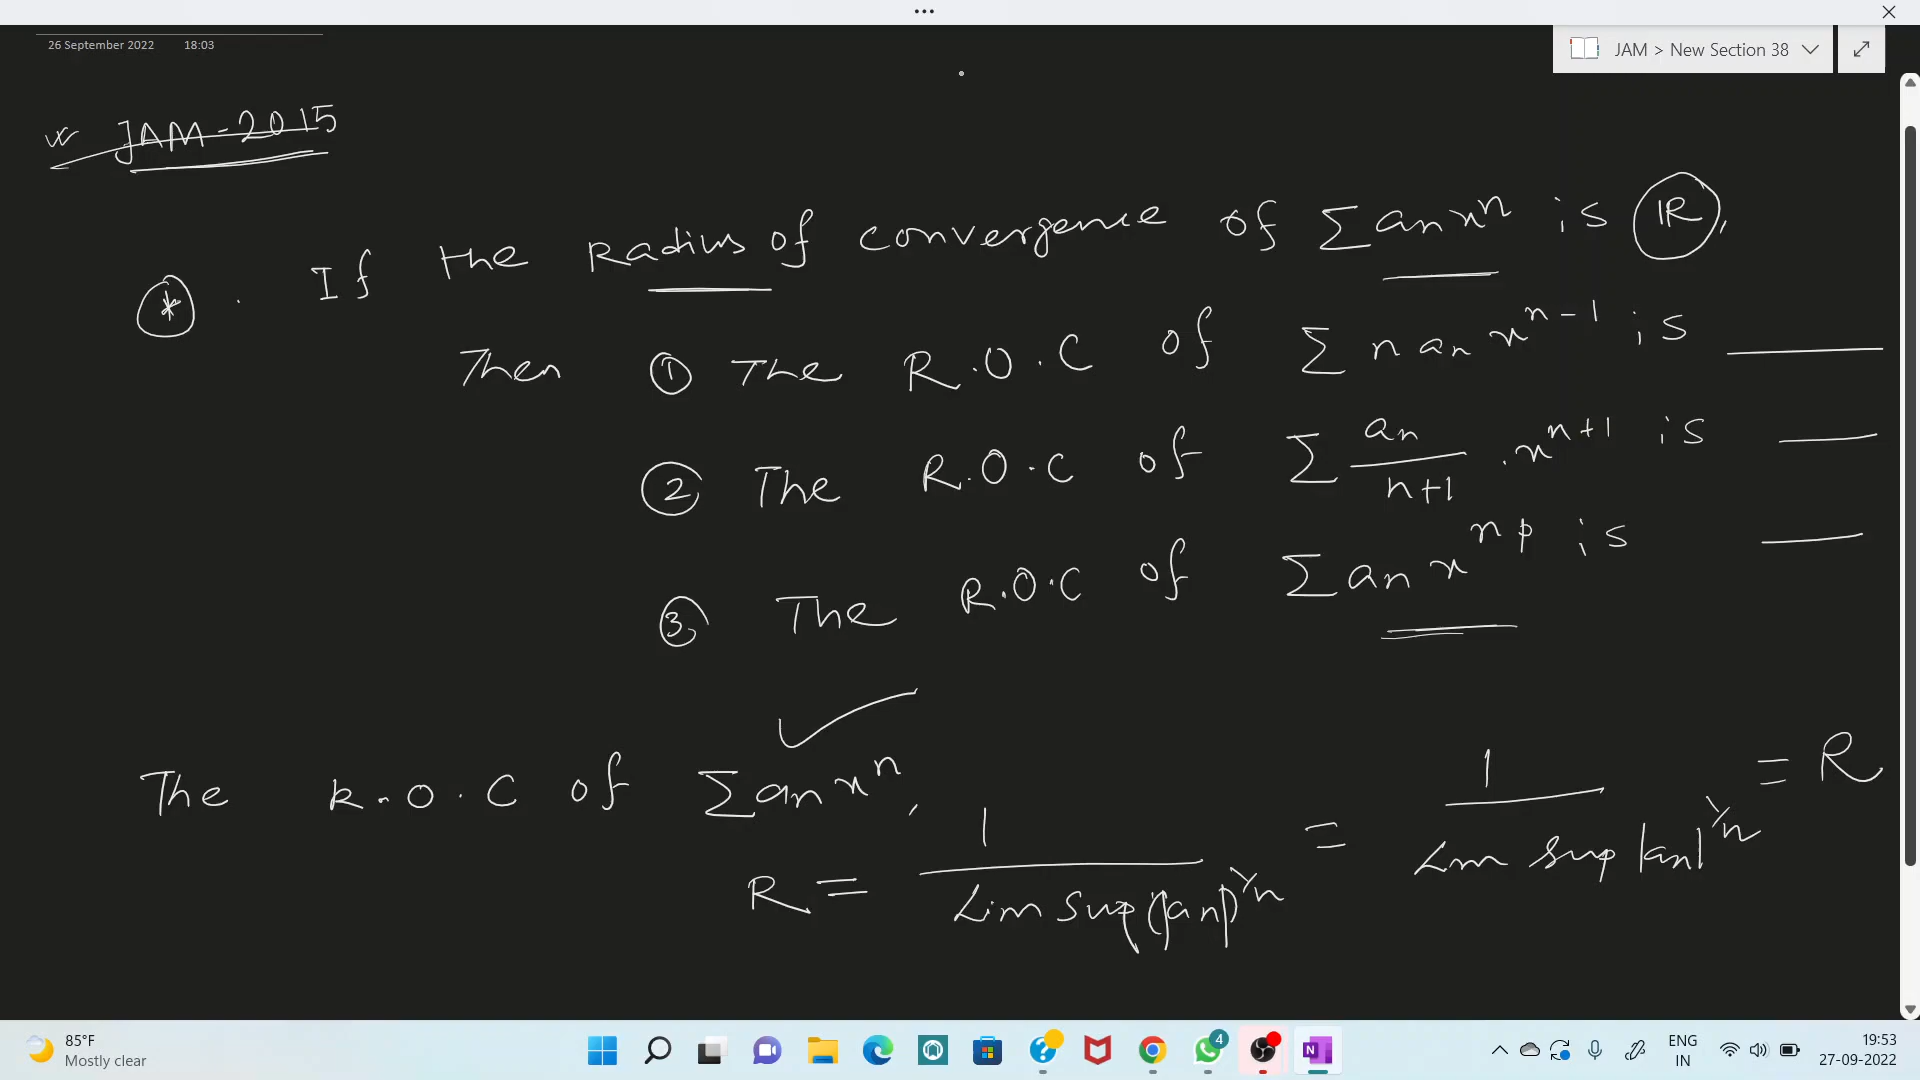 26 September 2022 18:03
JAM > New Section 38
JAM-2015
* . If the Radius of convergence of ∑ an x^n is R,
Then ① The R.O.C of ∑ n an x^(n-1) is ____
② The R.O.C of ∑ an/(n+1) . x^(n+1) is ____
③ The R.O.C of ∑ an x^(np) is ____
The R.O.C of ∑ an x^n,
R = 1/(Lim sup (|an|)^(1/n)) = 1/(Lim sup |an|^(1/n)) = R
85°F
Mostly clear
4
ENG
IN
19:53
27-09-2022